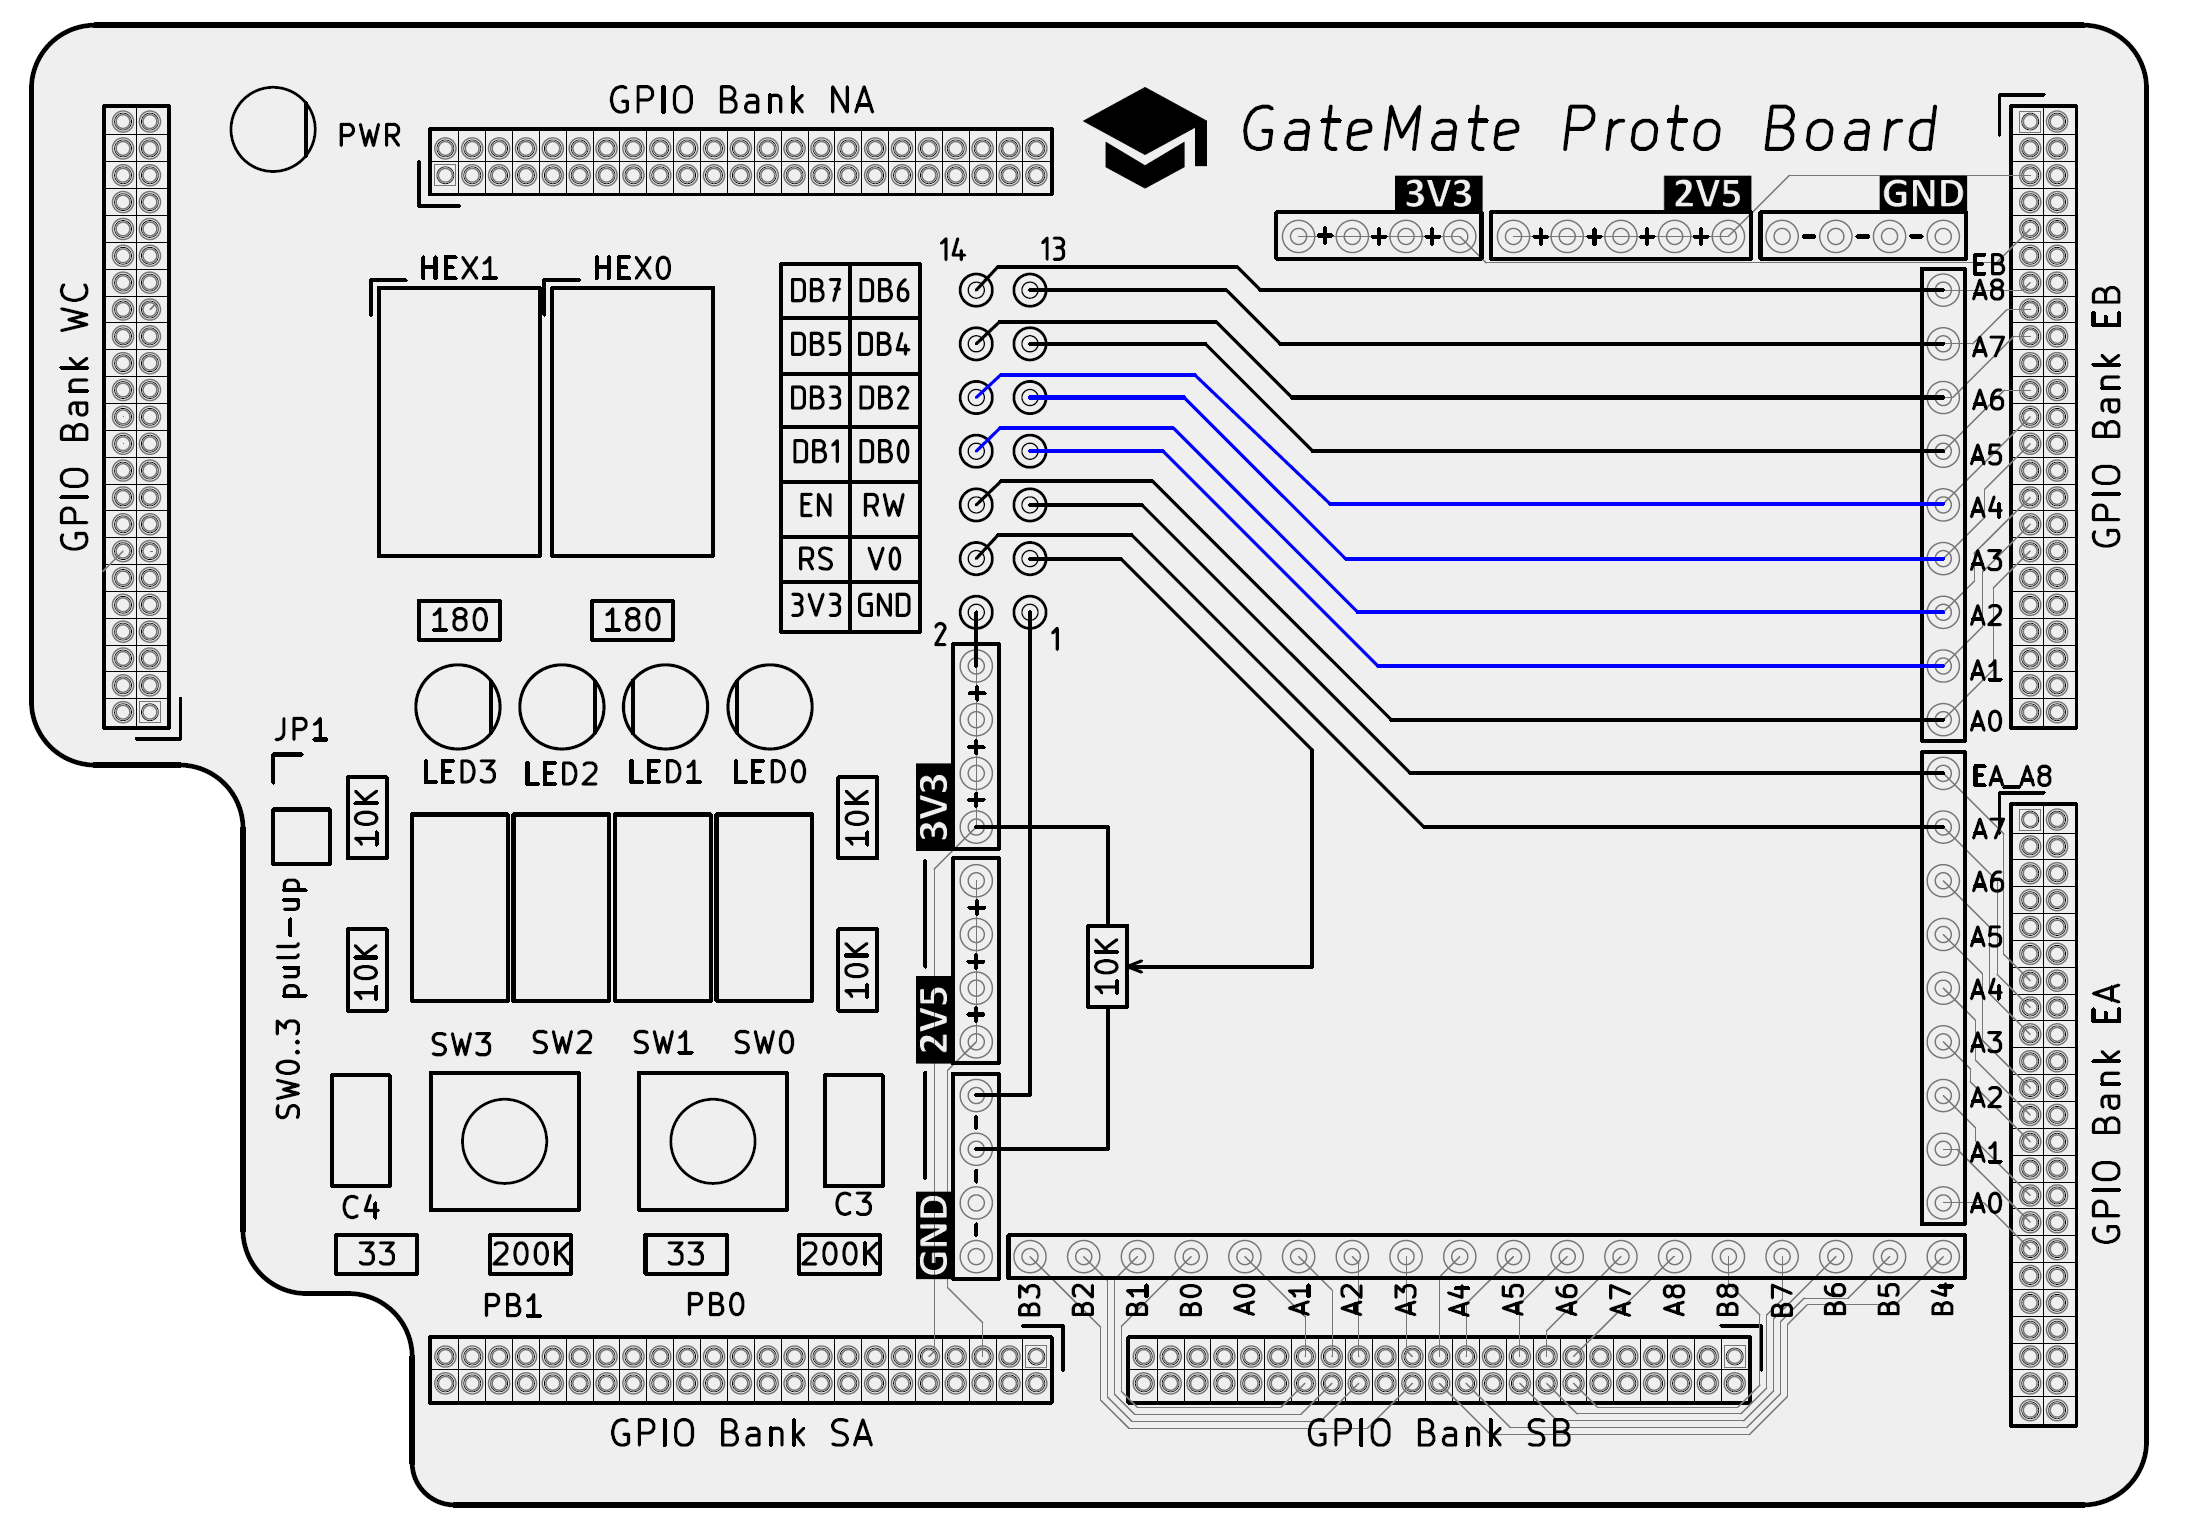 GPIO Bank NA
GateMate Proto Board
PWR
3V3
2V5
GND
+ + +
+ + + +
- - -
GPIO Bank WC
HEX1
HEX0
14
13
DB7 DB6
DB5 DB4
DB3 DB2
DB1 DB0
EN RW
RS V0
3V3 GND
2
1
EB
A8
A7
A6
A5
A4
A3
A2
A1
A0
GPIO Bank EB
180
180
LED3
LED2
LED1
LED0
JP1
SW0..3 pull-up
10K
10K
10K
10K
SW3
SW2
SW1
SW0
3V3
+
+
+
2V5
+
+
+
GND
-
-
-
10K
EA_A8
A7
A6
A5
A4
A3
A2
A1
A0
GPIO Bank EA
C4
C3
33
200K
33
200K
PB1
PB0
B3 B2 B1 B0 A0 A1 A2 A3 A4 A5 A6 A7 A8 B8 B7 B6 B5 B4
GPIO Bank SA
GPIO Bank SB